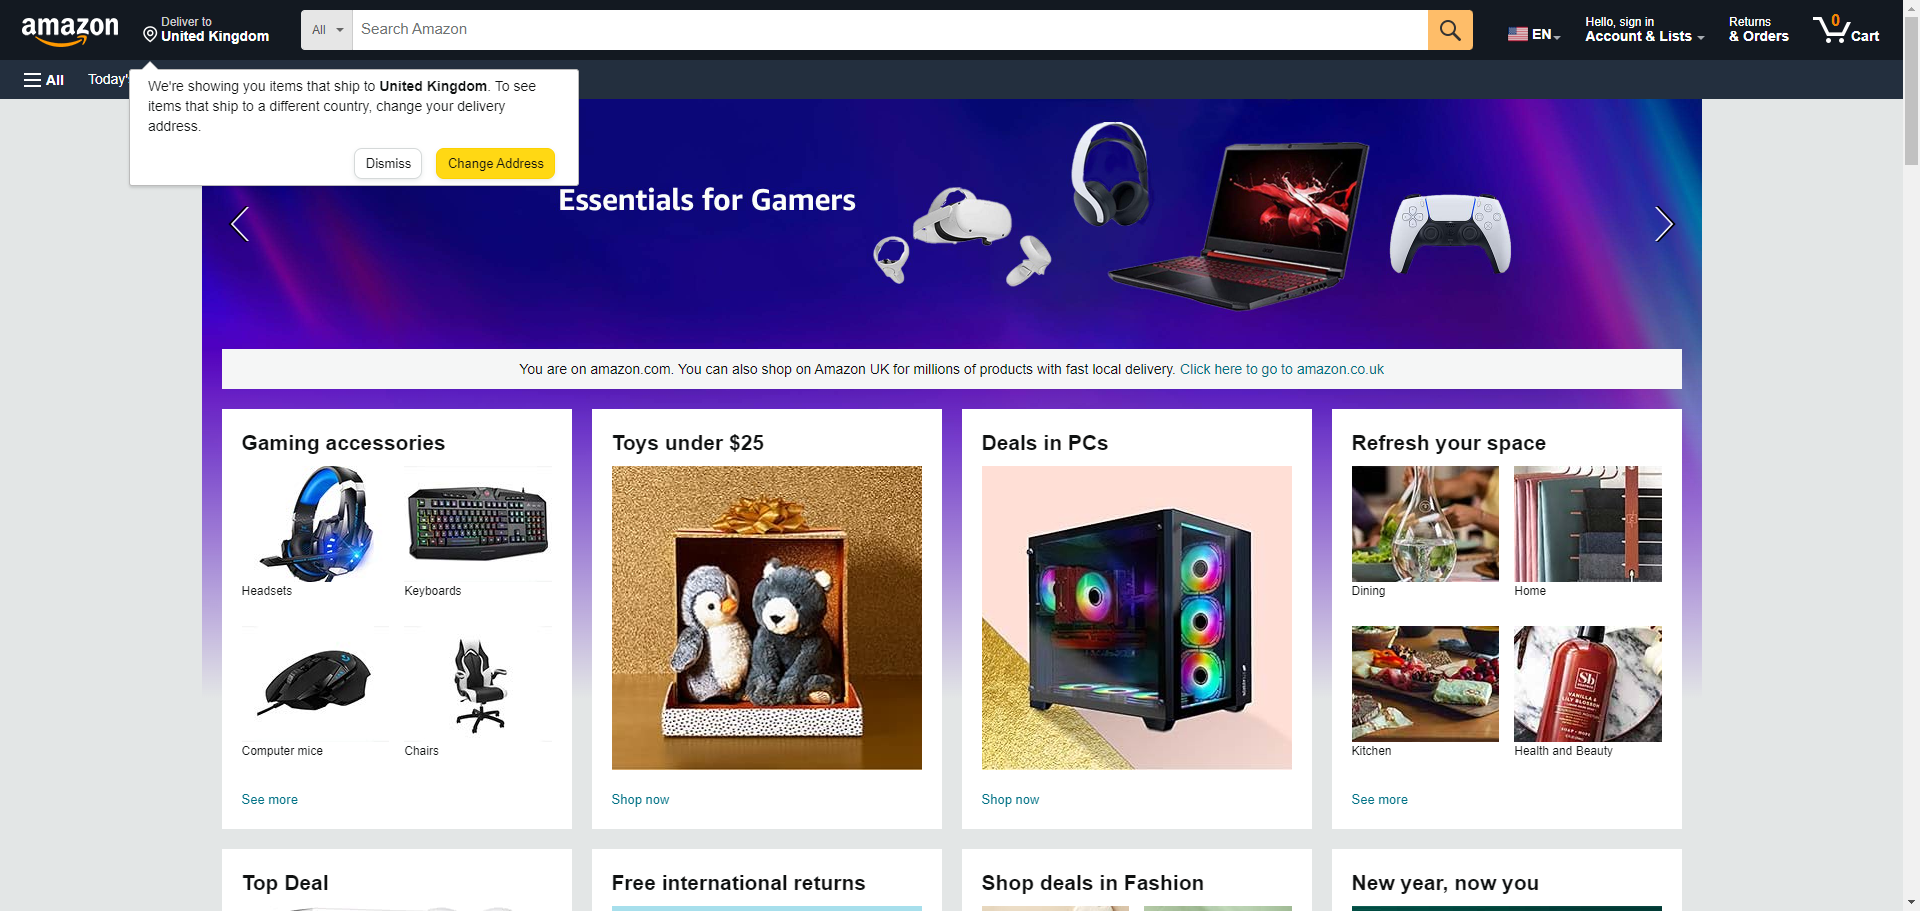 amazon
Deliver to
United Kingdom
All
Search Amazon
EN
Hello, sign in
Account & Lists
Returns
& Orders
0
Cart
All
Today'
We're showing you items that ship to United Kingdom. To see
items that ship to a different country, change your delivery
address.
Dismiss
Change Address
Essentials for Gamers
You are on amazon.com. You can also shop on Amazon UK for millions of products with fast local delivery. Click here to go to amazon.co.uk
Gaming accessories
Headsets
Keyboards
Computer mice
Chairs
See more
Toys under $25
Shop now
Deals in PCs
Shop now
Refresh your space
Dining
Home
Kitchen
Sb
VANILLA &
LILY BLOSSOM
Health and Beauty
See more
Top Deal
Free international returns
Shop deals in Fashion
New year, now you